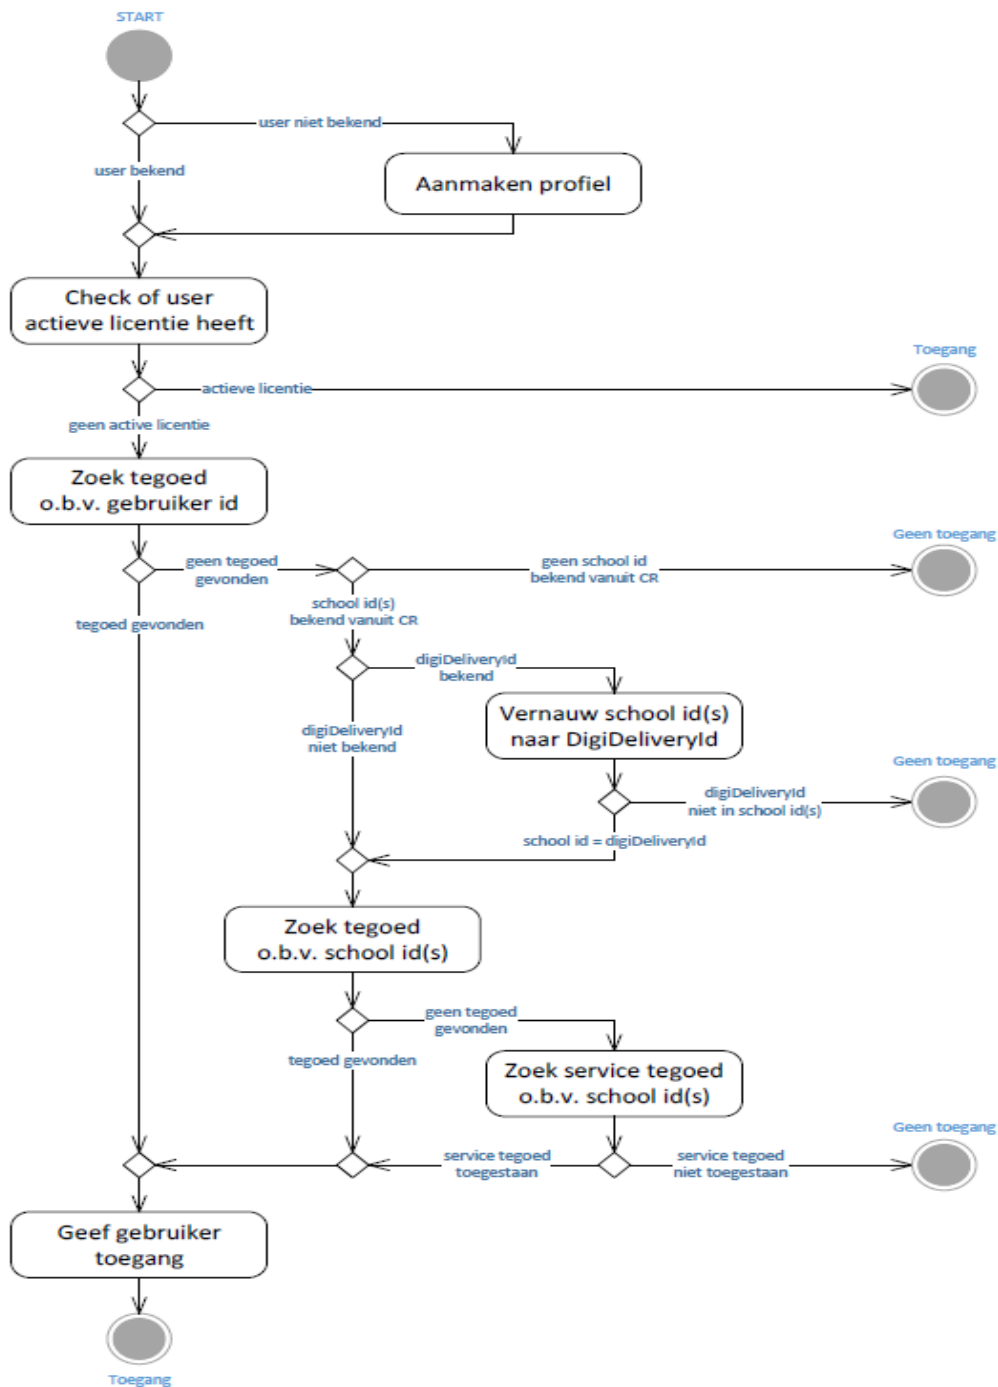 START
user niet bekend
user bekend
Aanmaken profiel
Check of user
actieve licentie heeft
Toegang
actieve licentie
geen active licentie
Zoek tegoed
o.b.v. gebruiker id
geen tegoed
gevonden
geen school id
bekend vanuit CR
Geen toegang
tegoed gevonden
school id(s)
bekend vanuit CR
digiDeliveryId
bekend
Vernauw school id(s)
naar DigiDeliveryId
digiDeliveryId
niet bekend
Geen toegang
digiDeliveryId
niet in school id(s)
school id = digiDeliveryId
Zoek tegoed
o.b.v. school id(s)
geen tegoed
gevonden
tegoed gevonden
Zoek service tegoed
o.b.v. school id(s)
Geen toegang
service tegoed
toegestaan
service tegoed
niet toegestaan
Geef gebruiker
toegang
Toegang